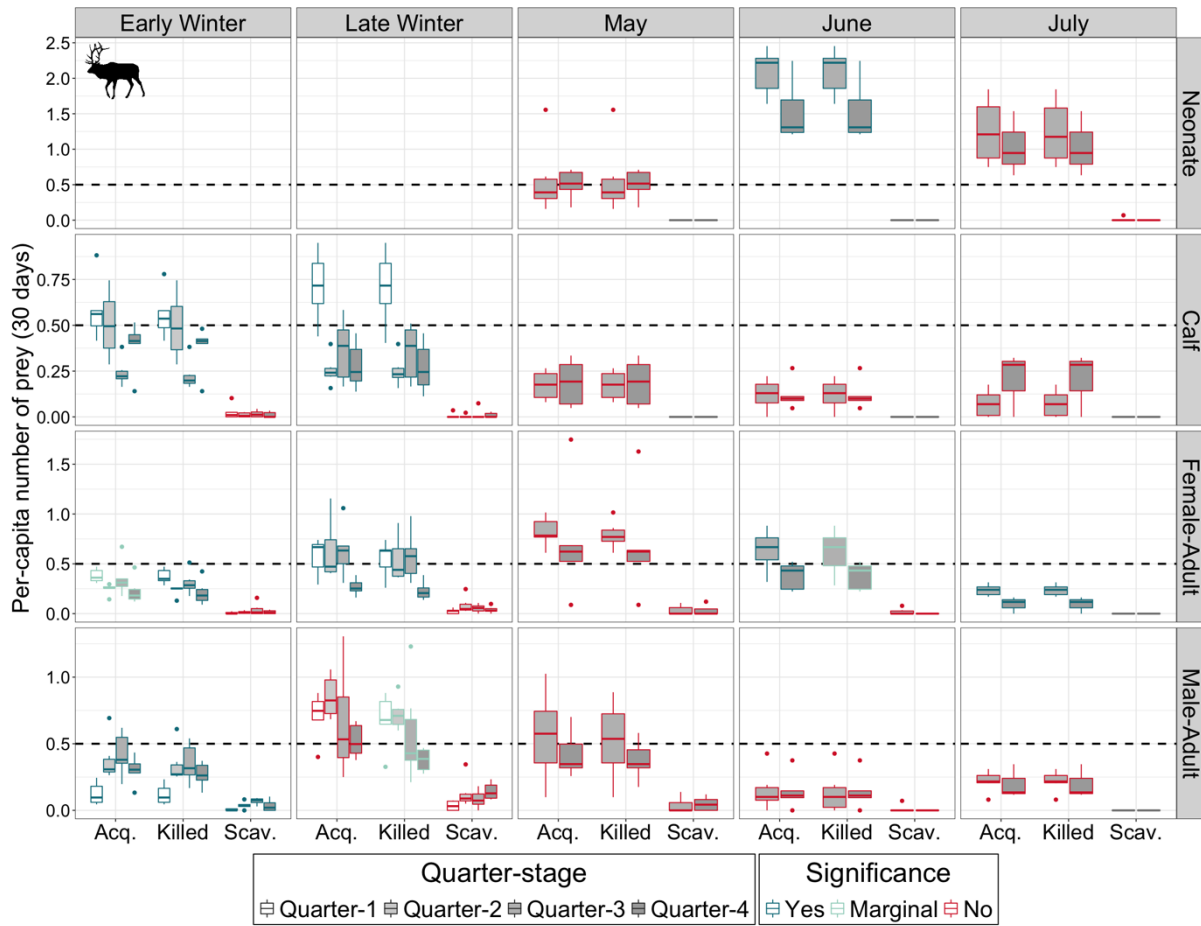 Early Winter Late Winter May June July
2.5
2.0
1.5
1.0
0.5
0.0
Neonate
0.75
0.50
0.25
0.00
Calf
1.5
1.0
0.5
0.0
Female-Adult
1.0
0.5
0.0
Male-Adult
Per-capita number of prey (30 days)
Acq. Killed Scav. Acq. Killed Scav. Acq. Killed Scav. Acq. Killed Scav. Acq. Killed Scav.
Quarter-stage
Quarter-1 Quarter-2 Quarter-3 Quarter-4
Significance
Yes Marginal No